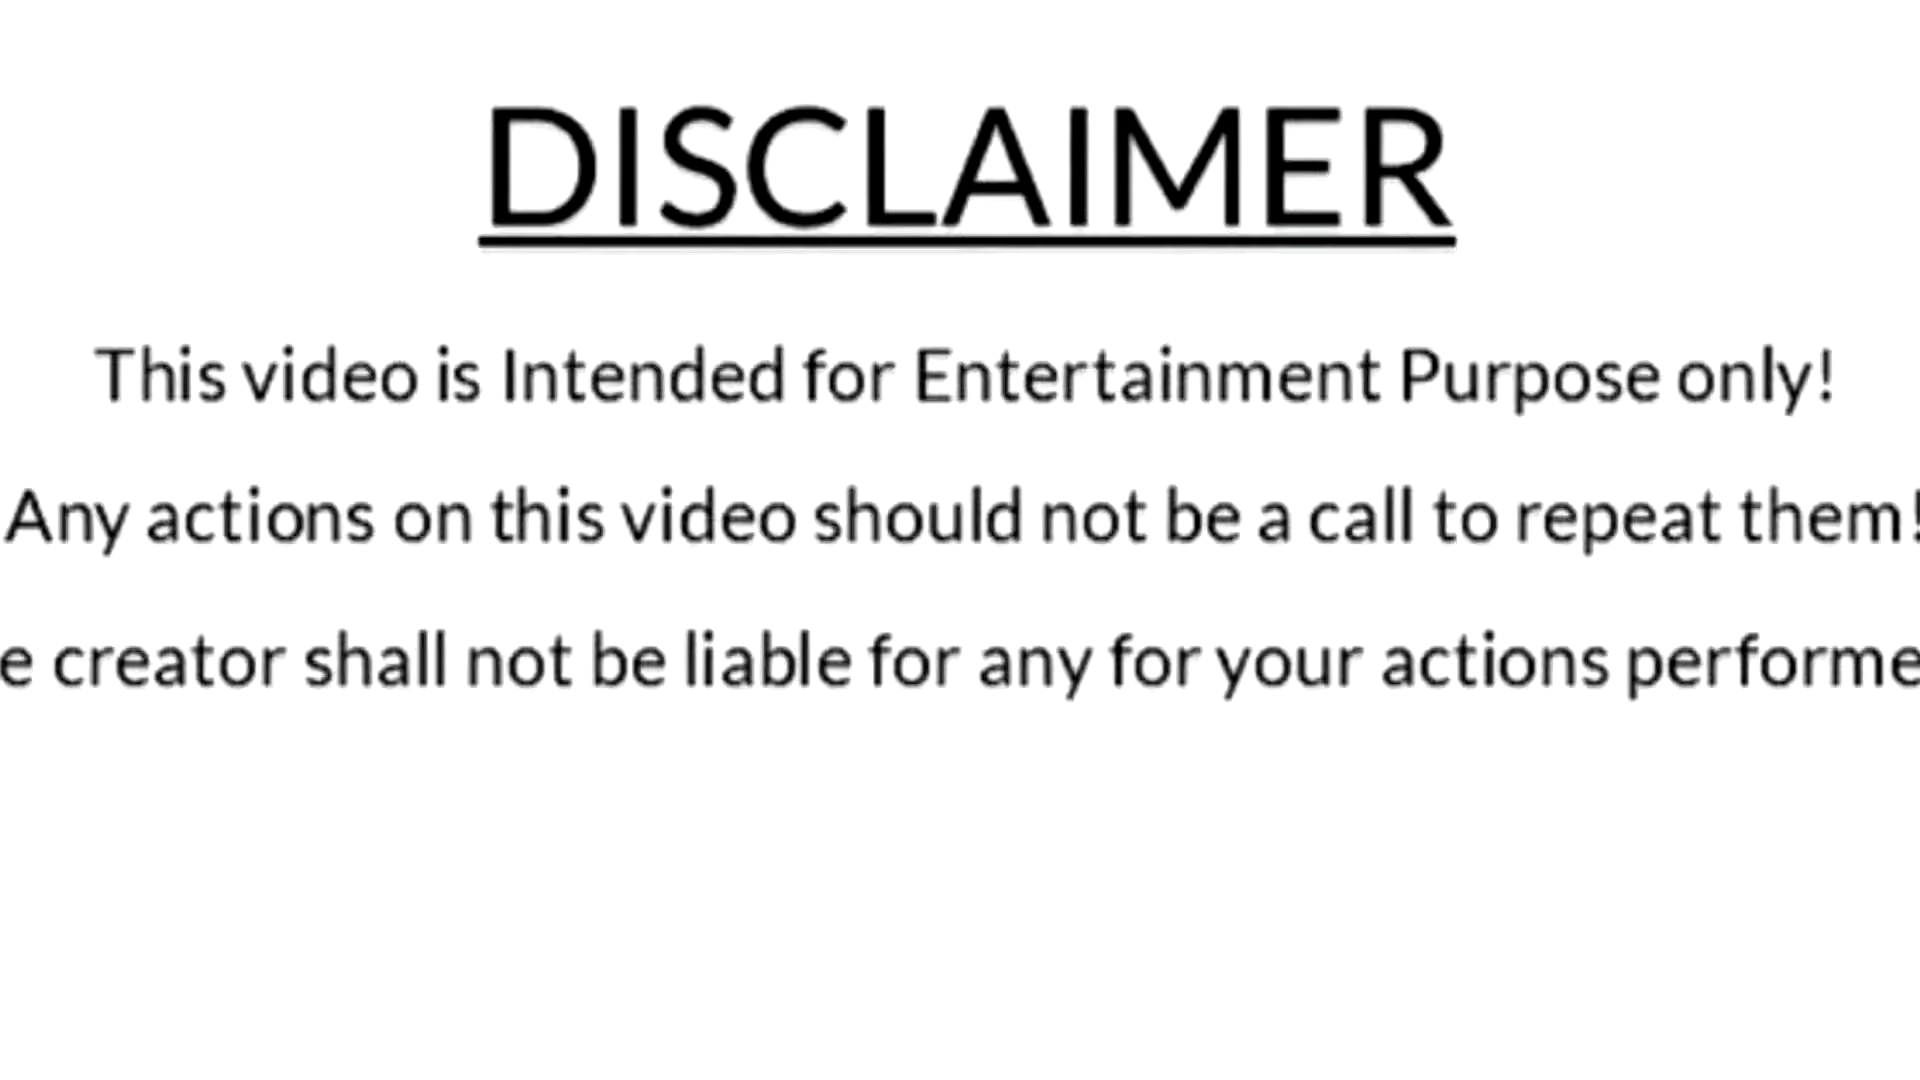 DISCLAIMER
This video is Intended for Entertainment Purpose only!
Any actions on this video should not be a call to repeat them!
e creator shall not be liable for any for your actions performe